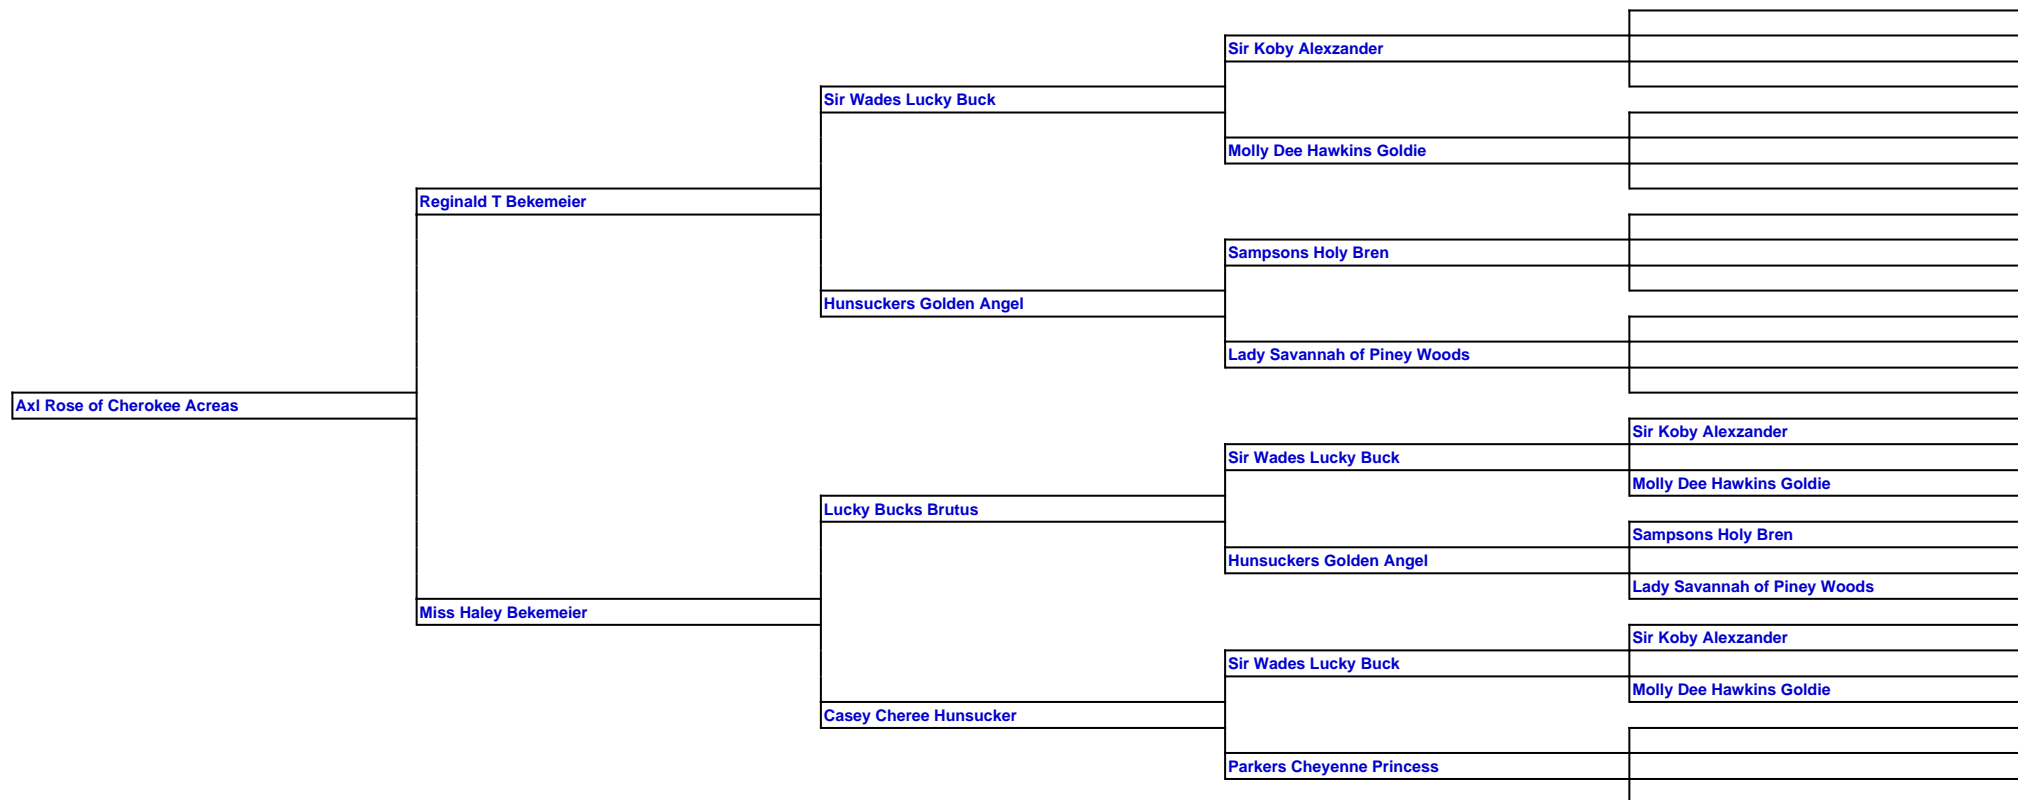 Sir Koby Alexzander
Sir Wades Lucky Buck
Molly Dee Hawkins Goldie
Reginald T Bekemeier
Sampsons Holy Bren
Hunsuckers Golden Angel
Lady Savannah of Piney Woods
Axl Rose of Cherokee Acreas
Sir Koby Alexzander
Sir Wades Lucky Buck
Molly Dee Hawkins Goldie
Lucky Bucks Brutus
Sampsons Holy Bren
Hunsuckers Golden Angel
Lady Savannah of Piney Woods
Miss Haley Bekemeier
Sir Koby Alexzander
Sir Wades Lucky Buck
Molly Dee Hawkins Goldie
Casey Cheree Hunsucker
Parkers Cheyenne Princess